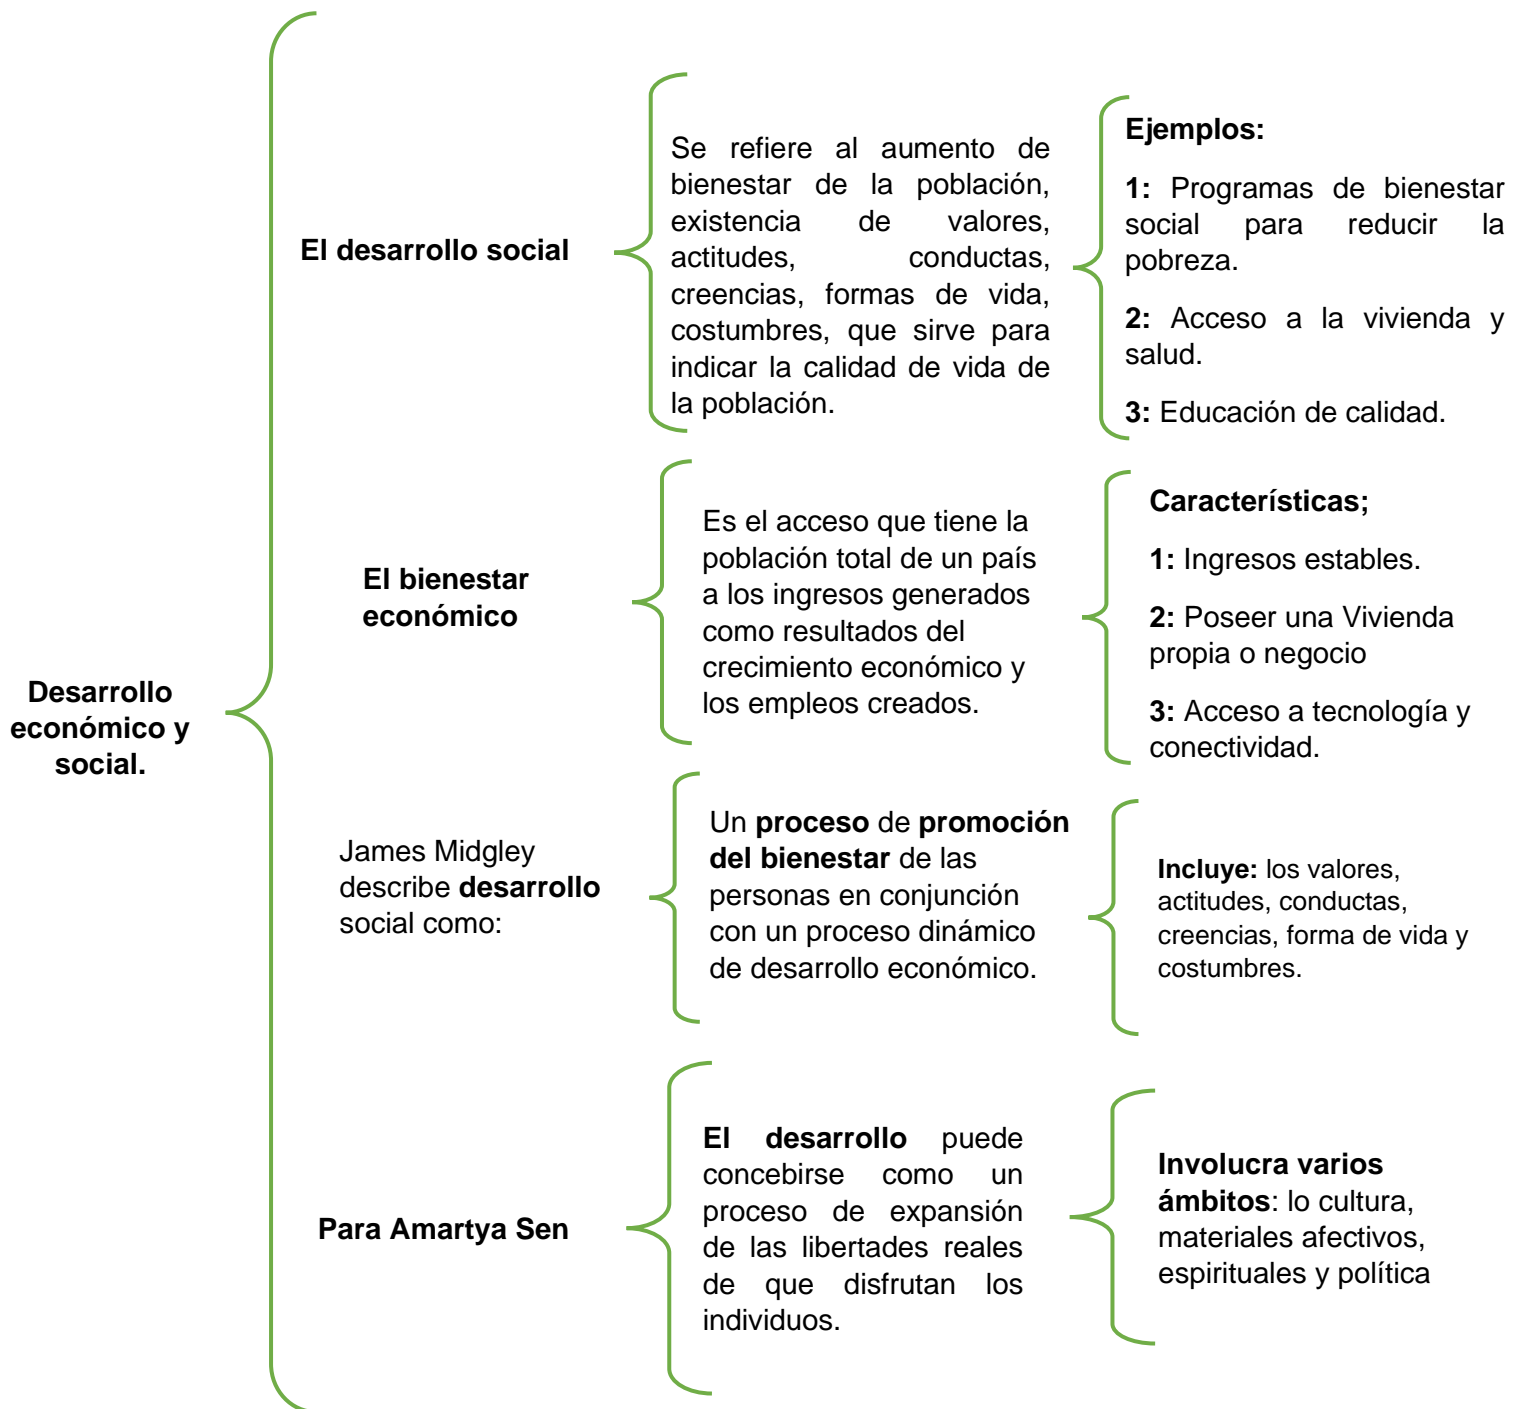 Desarrollo
económico y
social.
El desarrollo social
Se refiere al aumento de
bienestar de la población,
existencia de valores,
actitudes, conductas,
creencias, formas de vida,
costumbres, que sirve para
indicar la calidad de vida de
la población.
Ejemplos:
1: Programas de bienestar
social para reducir la
pobreza.
2: Acceso a la vivienda y
salud.
3: Educación de calidad.
El bienestar
económico
Es el acceso que tiene la
población total de un país
a los ingresos generados
como resultados del
crecimiento económico y
los empleos creados.
Características;
1: Ingresos estables.
2: Poseer una Vivienda
propia o negocio
3: Acceso a tecnología y
conectividad.
James Midgley
describe desarrollo
social como:
Un proceso de promoción
del bienestar de las
personas en conjunción
con un proceso dinámico
de desarrollo económico.
Incluye: los valores,
actitudes, conductas,
creencias, forma de vida y
costumbres.
Para Amartya Sen
El desarrollo puede
concebirse como un
proceso de expansión
de las libertades reales
de que disfrutan los
individuos.
Involucra varios
ámbitos: lo cultura,
materiales afectivos,
espirituales y política